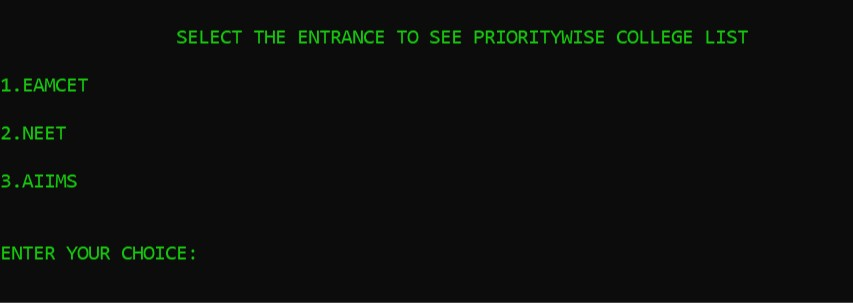 SELECT THE ENTRANCE TO SEE PRIORITYWISE COLLEGE LIST
1.EAMCET
2.NEET
3.AIIMS
ENTER YOUR CHOICE: